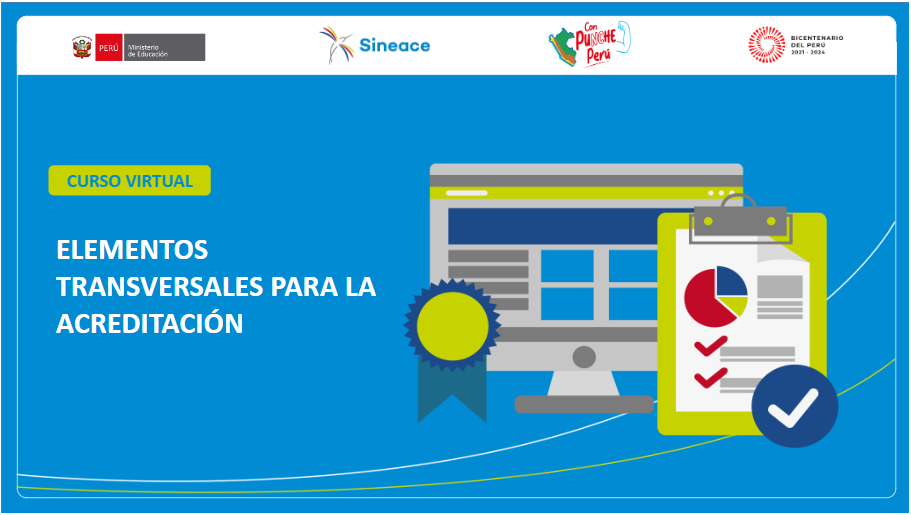 PERÚ
Ministerio
de Educación
Sineace
Con
PUNCHE
Perú
BICENTENARIO
DEL PERÚ
2021 - 2024
CURSO VIRTUAL
ELEMENTOS
TRANSVERSALES PARA LA
ACREDITACIÓN